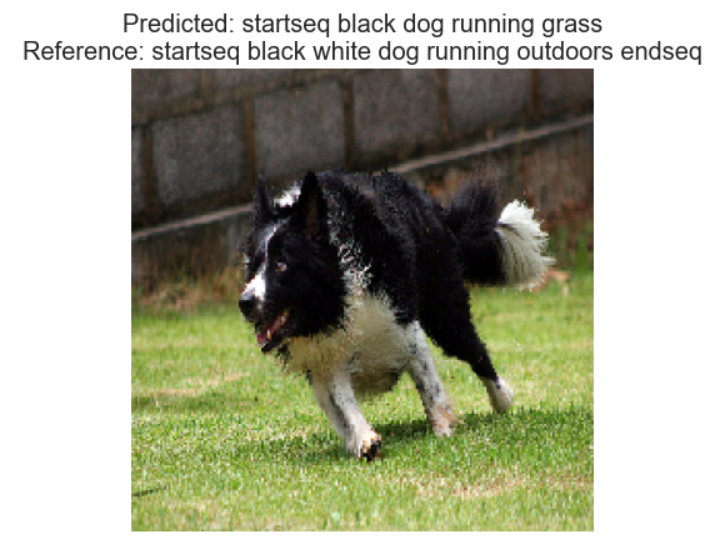 Predicted: startseq black dog running grass
Reference: startseq black white dog running outdoors endseq